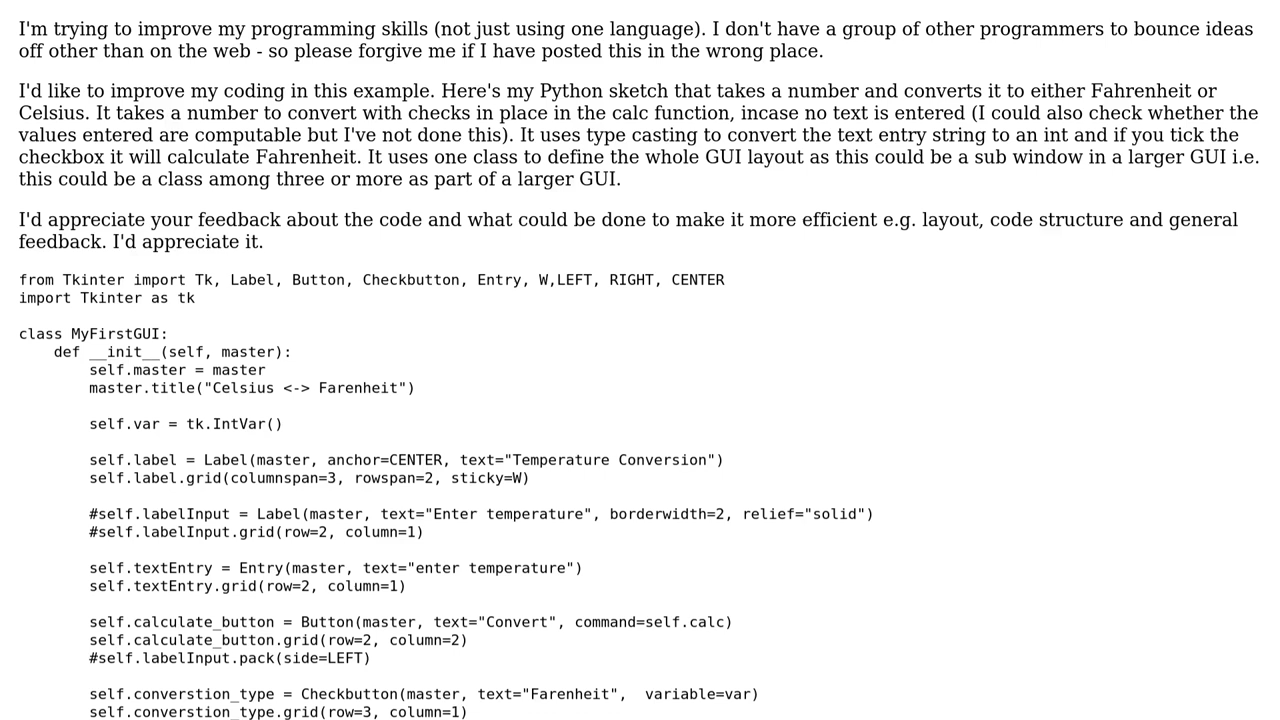 I'm trying to improve my programming skills (not just using one language). I don't have a group of other programmers to bounce ideas
off other than on the web - so please forgive me if I have posted this in the wrong place.
I'd like to improve my coding in this example. Here's my Python sketch that takes a number and converts it to either Fahrenheit or
Celsius. It takes a number to convert with checks in place in the calc function, incase no text is entered (I could also check whether the
values entered are computable but I've not done this). It uses type casting to convert the text entry string to an int and if you tick the
checkbox it will calculate Fahrenheit. It uses one class to define the whole GUI layout as this could be a sub window in a larger GUI i.e.
this could be a class among three or more as part of a larger GUI.
I'd appreciate your feedback about the code and what could be done to make it more efficient e.g. layout, code structure and general
feedback. I'd appreciate it.
from Tkinter import Tk, Label, Button, Checkbutton, Entry, W,LEFT, RIGHT, CENTER
import Tkinter as tk
class MyFirstGUI:
    def __init__(self, master):
        self.master = master
        master.title("Celsius <-> Farenheit")
        self.var = tk.IntVar()
        self.label = Label(master, anchor=CENTER, text="Temperature Conversion")
        self.label.grid(columnspan=3, rowspan=2, sticky=W)
        #self.labelInput = Label(master, text="Enter temperature", borderwidth=2, relief="solid")
        #self.labelInput.grid(row=2, column=1)
        self.textEntry = Entry(master, text="enter temperature")
        self.textEntry.grid(row=2, column=1)
        self.calculate_button = Button(master, text="Convert", command=self.calc)
        self.calculate_button.grid(row=2, column=2)
        #self.labelInput.pack(side=LEFT)
        self.converstion_type = Checkbutton(master, text="Farenheit",  variable=var)
        self.converstion_type.grid(row=3, column=1)